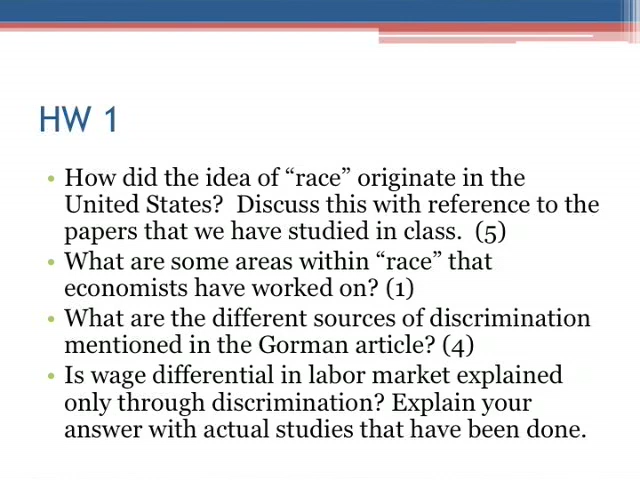 HW 1
• How did the idea of “race” originate in the
United States?  Discuss this with reference to the
papers that we have studied in class.  (5)
• What are some areas within “race” that
economists have worked on? (1)
• What are the different sources of discrimination
mentioned in the Gorman article? (4)
• Is wage differential in labor market explained
only through discrimination? Explain your
answer with actual studies that have been done.